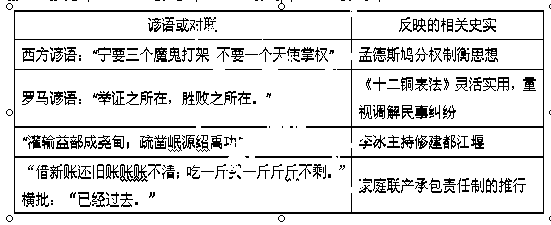 谚语或对联 反映的相关史实
西方谚语：“宁要三个魔鬼打架 不要一个天使掌权” 孟德斯鸠分权制衡思想
罗马谚语：“举证之所在，胜败之所在。” 《十二铜表法》灵活实用，重
视调解民事纠纷
“灌输益部成尧甸；疏凿岷源绍禹功” 李冰主持修建都江堰
“借新账还旧账账账不清；吃一斤买一斤斤斤不剩。”
横批：“已经过去。” 家庭联产承包责任制的推行